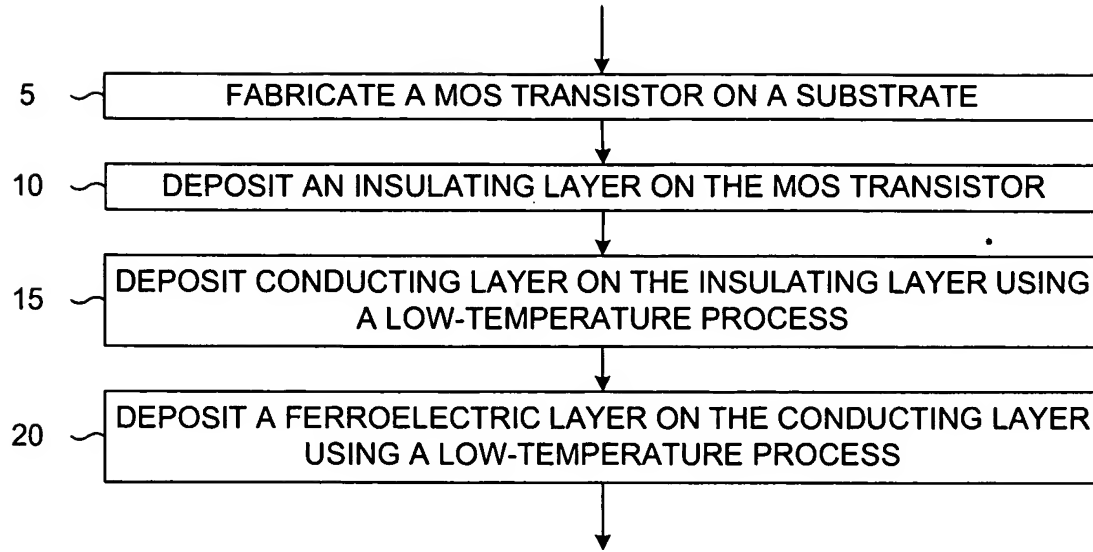 5
FABRICATE A MOS TRANSISTOR ON A SUBSTRATE
10
DEPOSIT AN INSULATING LAYER ON THE MOS TRANSISTOR
15
DEPOSIT CONDUCTING LAYER ON THE INSULATING LAYER USING
A LOW-TEMPERATURE PROCESS
20
DEPOSIT A FERROELECTRIC LAYER ON THE CONDUCTING LAYER
USING A LOW-TEMPERATURE PROCESS